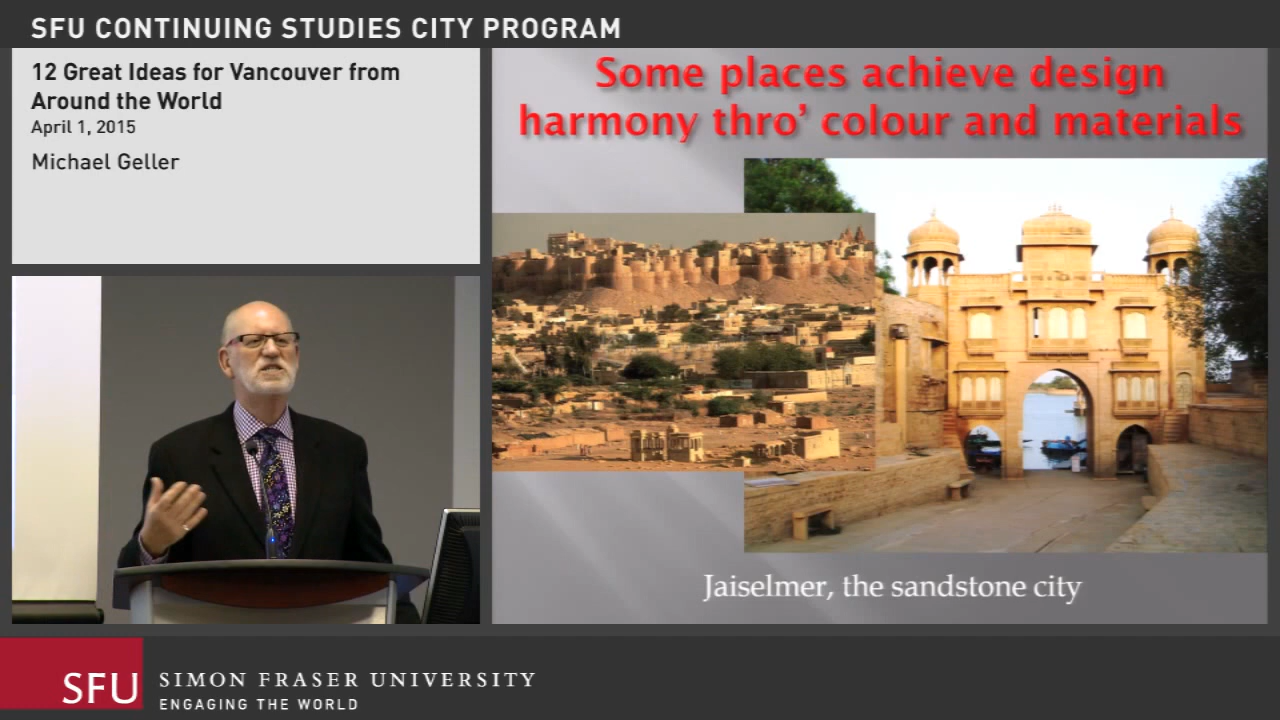 SFU CONTINUING STUDIES CITY PROGRAM
12 Great Ideas for Vancouver from
Around the World
April 1, 2015
Michael Geller
Some places achieve design
harmony thro’ colour and materials
Jaiselmer, the sandstone city
SFU
SIMON FRASER UNIVERSITY
ENGAGING THE WORLD